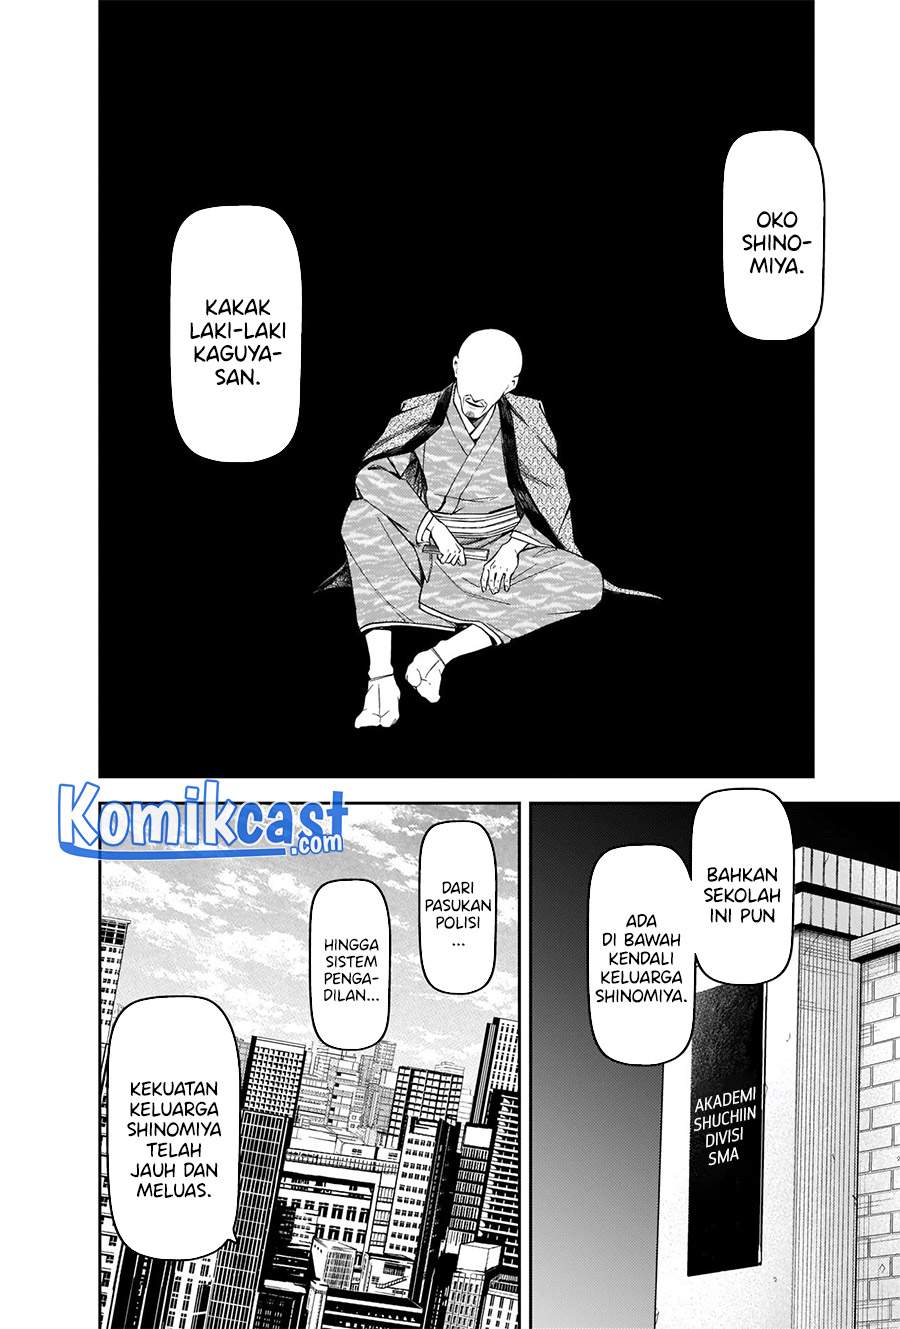 OKO
SHINO-
MIYA.
KAKAK
LAKI-LAKI
KAGUYA-
SAN.
BAHKAN
SEKOLAH
INI PUN
ADA
DI BAWAH
KENDALI
KELUARGA
SHINOMIYA.
AKADEMI
SHUCHIIN
DIVISI
SMA
DARI
PASUKAN
POLISI
...
HINGGA
SISTEM
PENGA-
DILAN...
KEKUATAN
KELUARGA
SHINOMIYA
TELAH
JAUH DAN
MELUAS.
Komikcast
.com